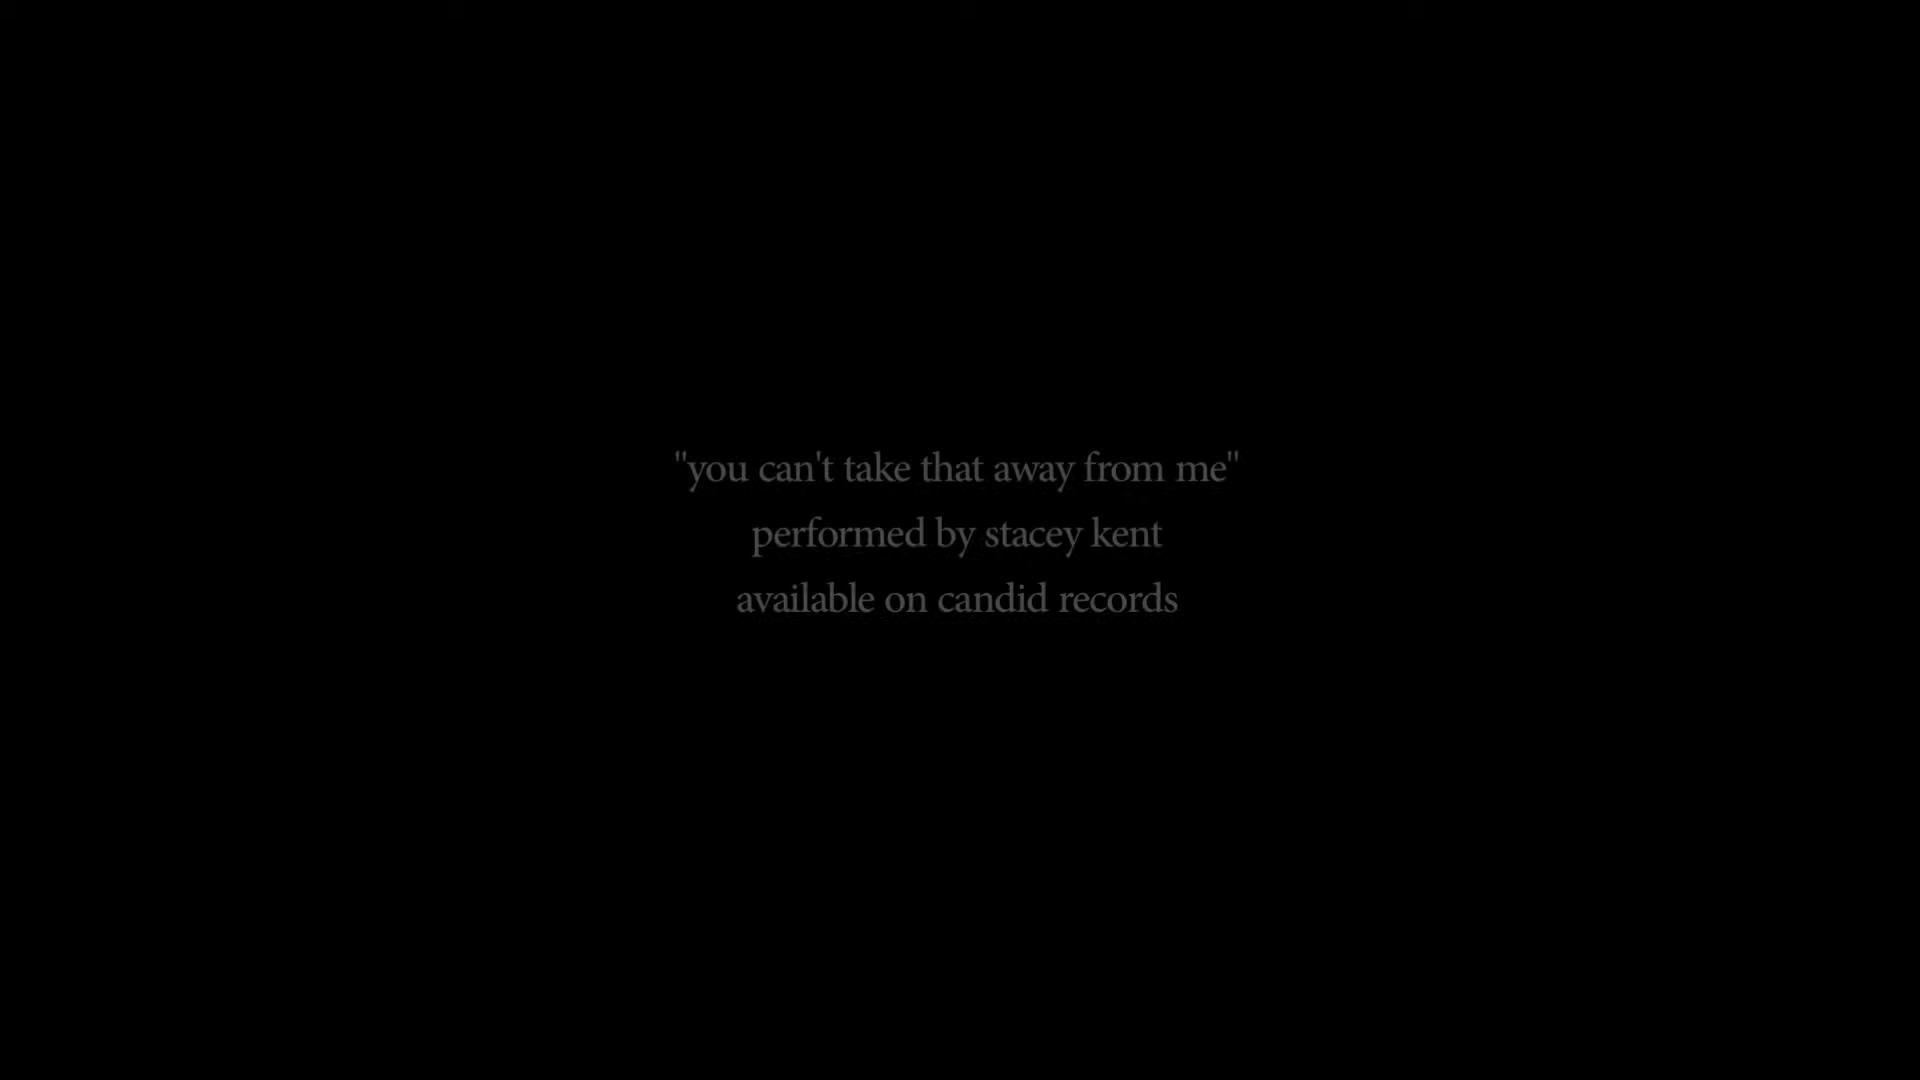 "you can't take that away from me"
performed by stacey kent
available on candid records